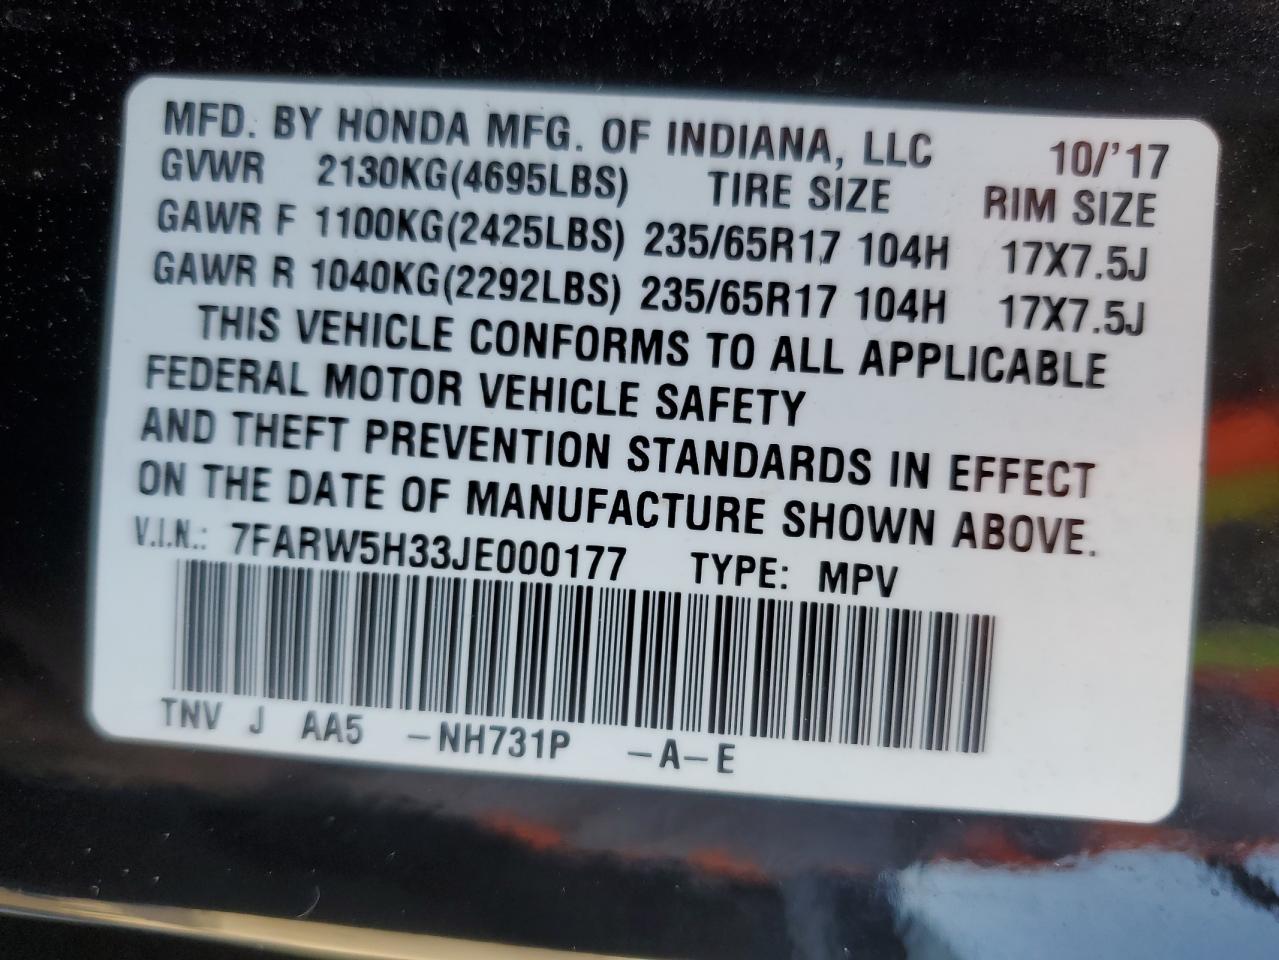 MFD. BY HONDA MFG. OF INDIANA, LLC 10/'17
GVWR 2130KG(4695LBS) TIRE SIZE RIM SIZE
GAWR F 1100KG(2425LBS) 235/65R17 104H 17X7.5J
GAWR R 1040KG(2292LBS) 235/65R17 104H 17X7.5J
THIS VEHICLE CONFORMS TO ALL APPLICABLE
FEDERAL MOTOR VEHICLE SAFETY
AND THEFT PREVENTION STANDARDS IN EFFECT
ON THE DATE OF MANUFACTURE SHOWN ABOVE.
V.I.N.: 7FARW5H33JE000177 TYPE: MPV
TNV J AA5 -NH731P -A-E